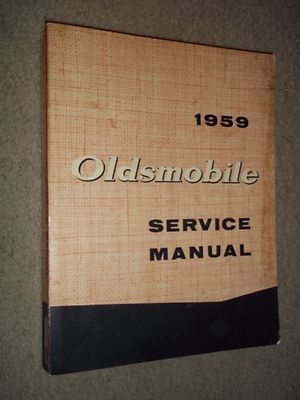 1959
Oldsmobile
SERVICE
MANUAL